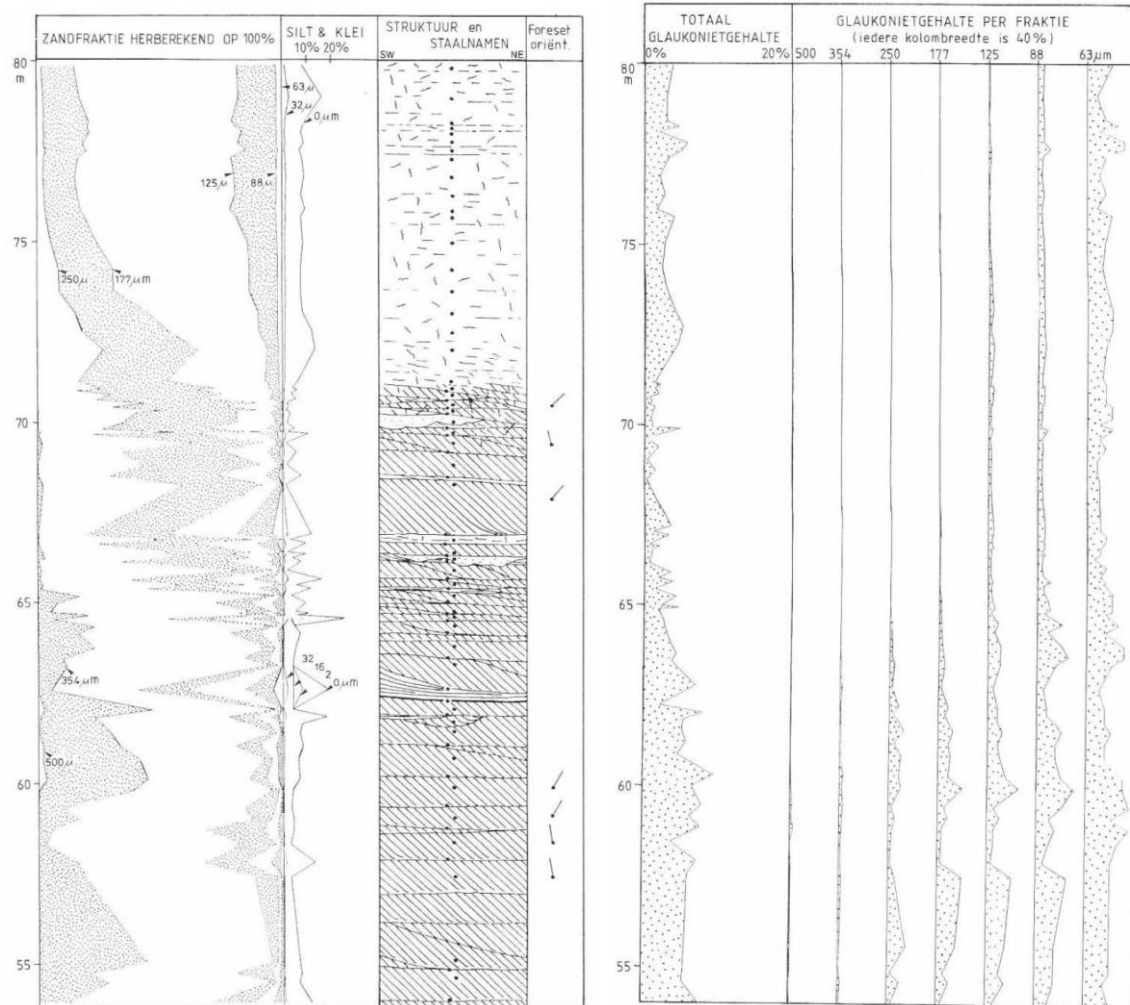 ZANDFRAKTIE HERBEREKEND OP 100%
SILT & KLEI
10% 20%
STRUKTUUR en
STAALNAMEN
SW NE
Foreset
oriënt.
80
m
75
70
65
60
55
63µ
32µ
0µm
125µ
88µ
250µ
177µm
354µm
500µ
32
16
2
0µm
TOTAAL
GLAUKONIETGEHALTE
0% 20%
GLAUKONIETGEHALTE PER FRAKTIE
(iedere kolombreedte is 40%)
500 354 250 177 125 88 63µm
80
m
75
70
65
60
55